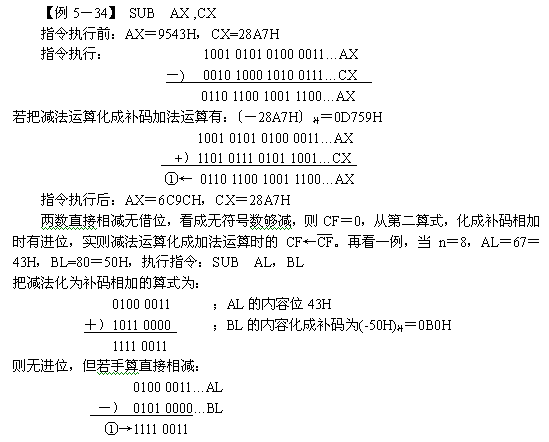 【例 5－34】 SUB AX ,CX
指令执行前：AX＝9543H，CX=28A7H
指令执行： 1001 0101 0100 0011…AX
—） 0010 1000 1010 0111…CX
0110 1100 1001 1100…AX
若把减法运算化成补码加法运算有：〔－28A7H〕补＝0D759H
1001 0101 0100 0011…AX
+）1101 0111 0101 1001…CX
①← 0110 1100 1001 1100…AX
指令执行后：AX＝6C9CH，CX＝28A7H
两数直接相减无借位，看成无符号数够减，则 CF＝0，从第二算式，化成补码相加
时有进位，实则减法运算化成加法运算时的 CF←C̅F̅。再看一例，当 n＝8，AL＝67＝
43H，BL=80＝50H，执行指令：SUB AL，BL
把减法化为补码相加的算式为：
0100 0011 ；AL 的内容位 43H
＋）1011 0000 ；BL 的内容化成补码为(-50H)补＝0B0H
1111 0011
则无进位，但若手算直接相减：
0100 0011…AL
—） 0101 0000…BL
①→1111 0011